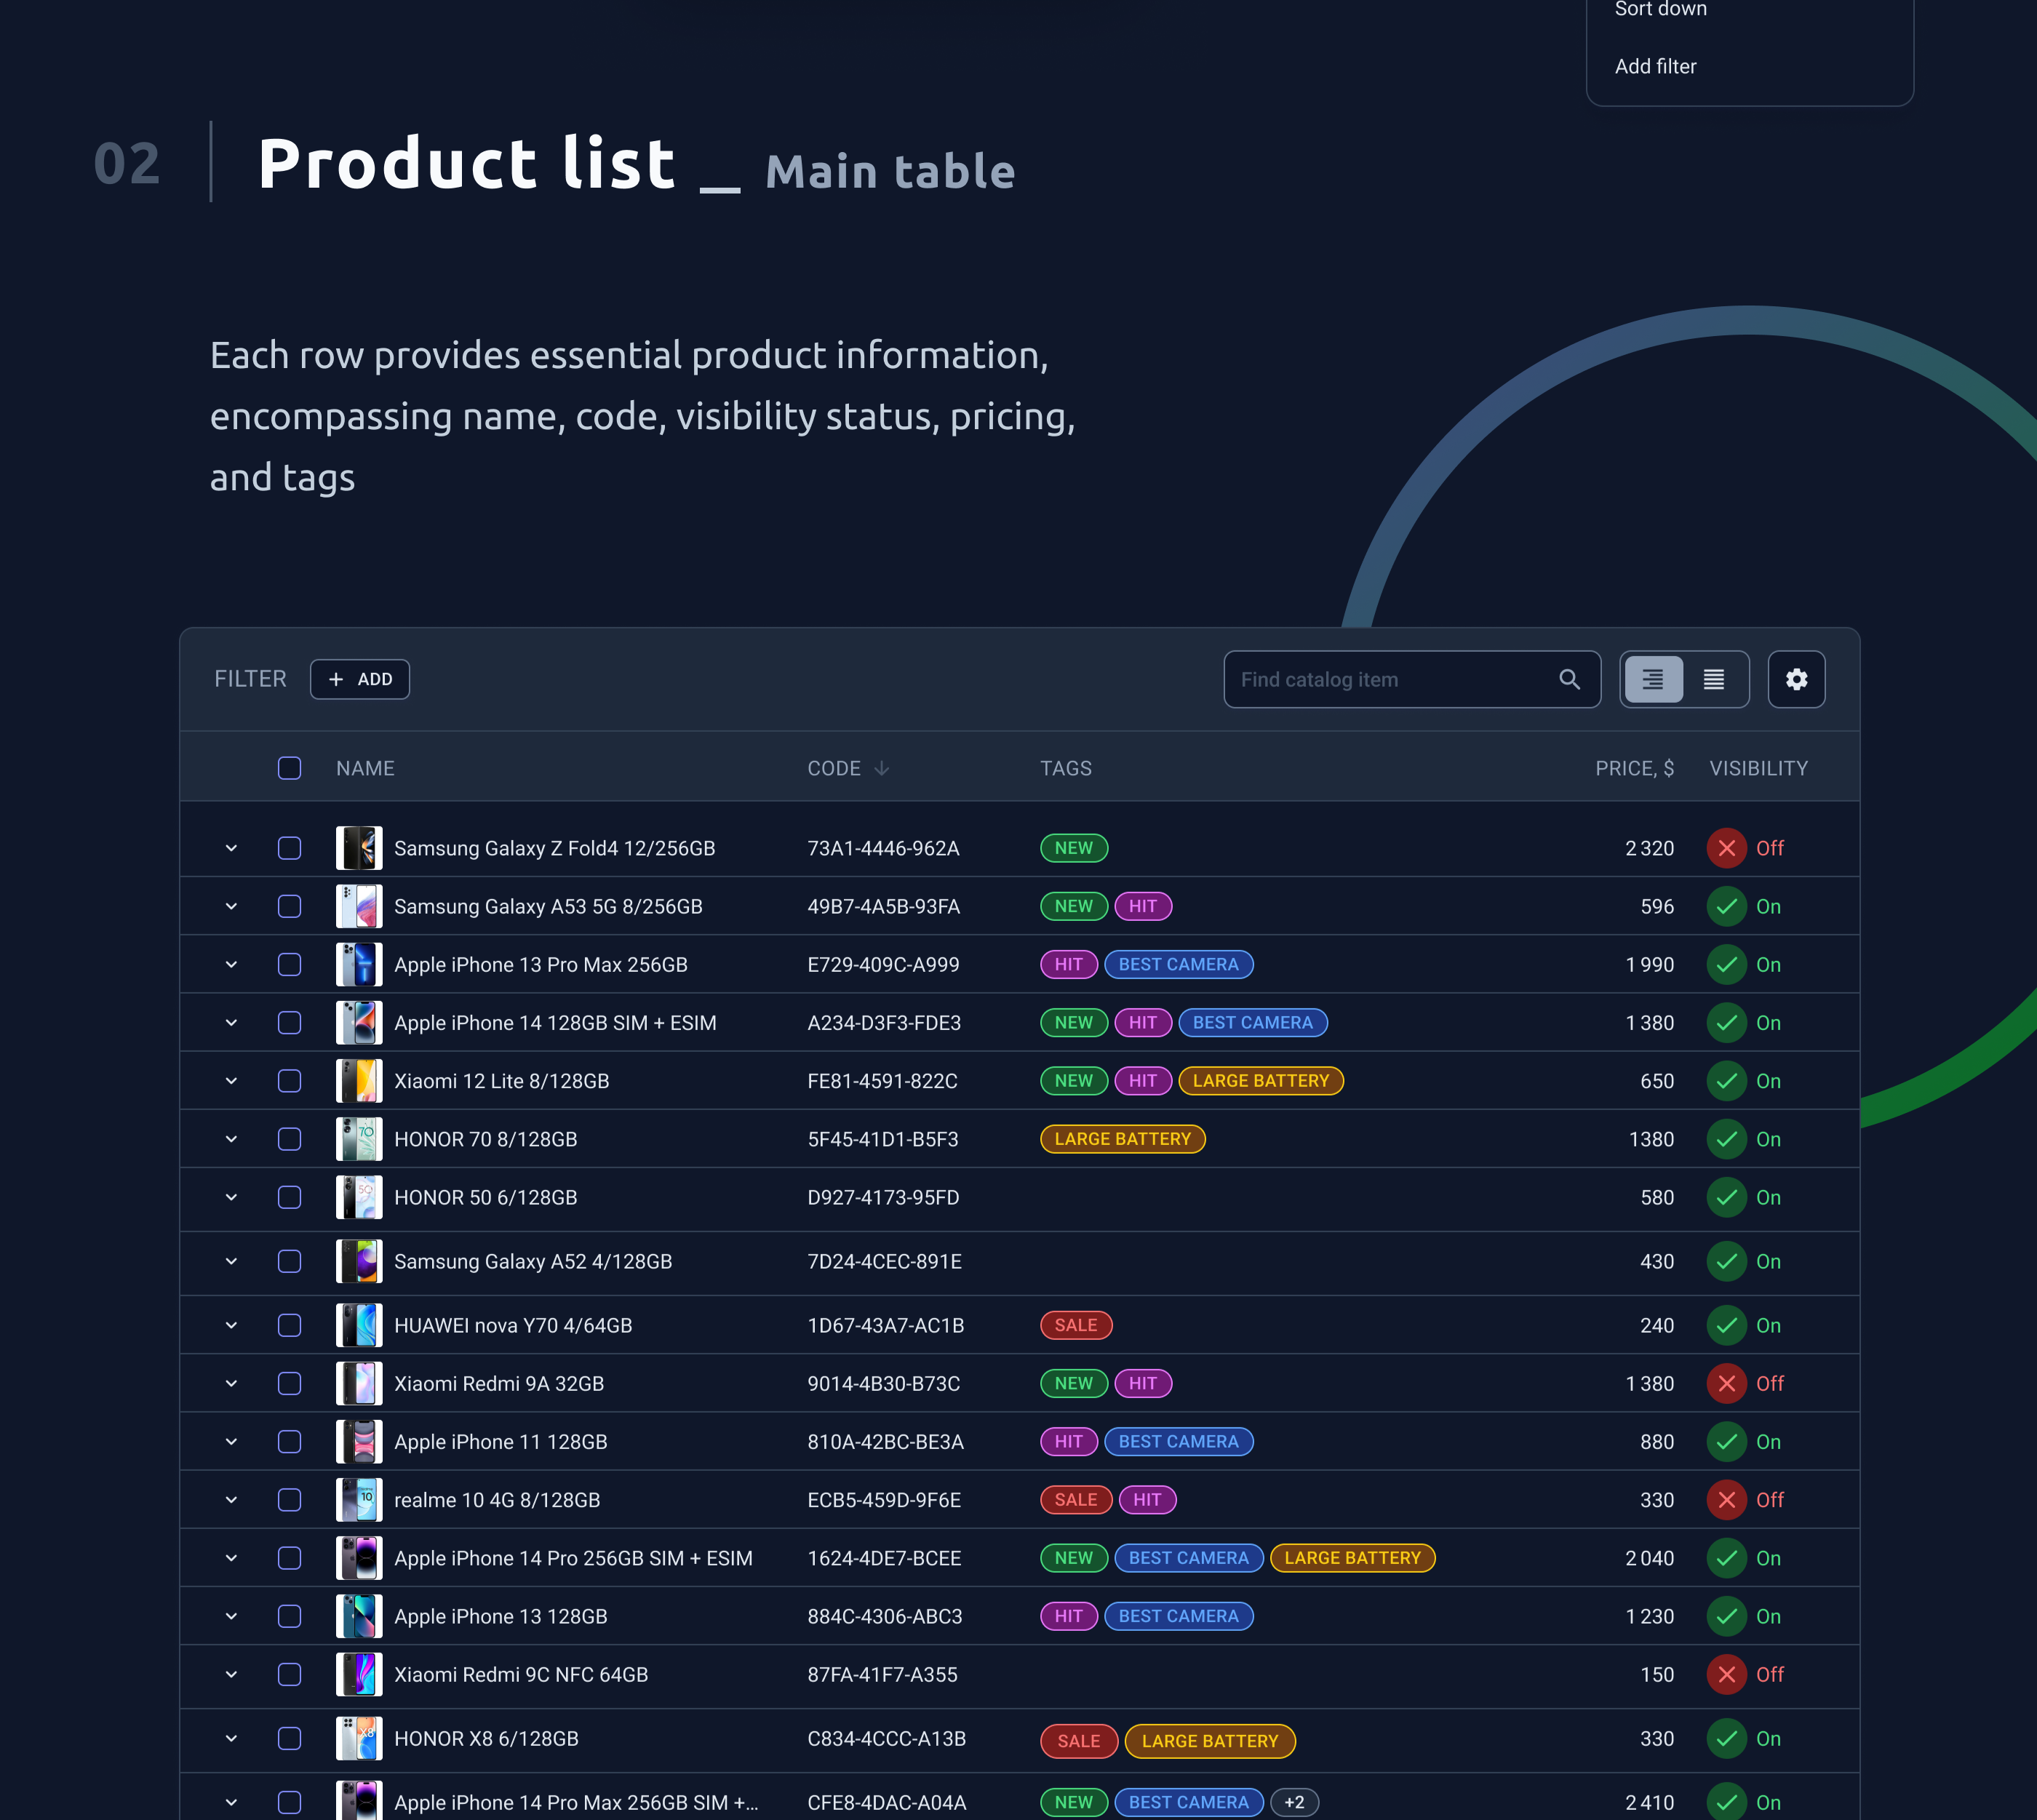 Sort down
Add filter
02
Product list _ Main table
Each row provides essential product information,
encompassing name, code, visibility status, pricing,
and tags
FILTER + ADD Find catalog item
NAME CODE TAGS PRICE, $ VISIBILITY
Samsung Galaxy Z Fold4 12/256GB 73A1-4446-962A NEW 2 320 Off
Samsung Galaxy A53 5G 8/256GB 49B7-4A5B-93FA NEW HIT 596 On
Apple iPhone 13 Pro Max 256GB E729-409C-A999 HIT BEST CAMERA 1 990 On
Apple iPhone 14 128GB SIM + ESIM A234-D3F3-FDE3 NEW HIT BEST CAMERA 1 380 On
Xiaomi 12 Lite 8/128GB FE81-4591-822C NEW HIT LARGE BATTERY 650 On
HONOR 70 8/128GB 5F45-41D1-B5F3 LARGE BATTERY 1380 On
HONOR 50 6/128GB D927-4173-95FD 580 On
Samsung Galaxy A52 4/128GB 7D24-4CEC-891E 430 On
HUAWEI nova Y70 4/64GB 1D67-43A7-AC1B SALE 240 On
Xiaomi Redmi 9A 32GB 9014-4B30-B73C NEW HIT 1 380 Off
Apple iPhone 11 128GB 810A-42BC-BE3A HIT BEST CAMERA 880 On
realme 10 4G 8/128GB ECB5-459D-9F6E SALE HIT 330 Off
Apple iPhone 14 Pro 256GB SIM + ESIM 1624-4DE7-BCEE NEW BEST CAMERA LARGE BATTERY 2 040 On
Apple iPhone 13 128GB 884C-4306-ABC3 HIT BEST CAMERA 1 230 On
Xiaomi Redmi 9C NFC 64GB 87FA-41F7-A355 150 Off
HONOR X8 6/128GB C834-4CCC-A13B SALE LARGE BATTERY 330 On
Apple iPhone 14 Pro Max 256GB SIM +... CFE8-4DAC-A04A NEW BEST CAMERA +2 2 410 On